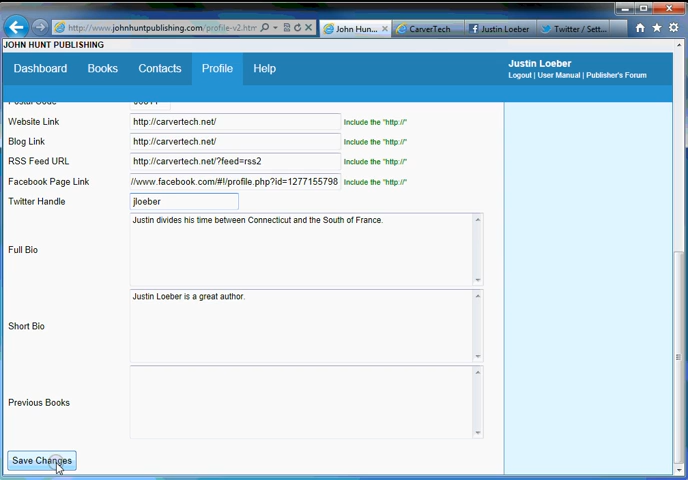 http://www.johnhuntpublishing.com/profile-v2.htm
John Hun...
CarverTech
Justin Loeber
Twitter / Sett...
JOHN HUNT PUBLISHING
Dashboard Books Contacts Profile Help
Justin Loeber
Logout | User Manual | Publisher's Forum
Website Link http://carvertech.net/ Include the "http://"
Blog Link http://carvertech.net/ Include the "http://"
RSS Feed URL http://carvertech.net/?feed=rss2
Facebook Page Link //www.facebook.com/#!/profile.php?id=1277155798 Include the "http://"
Twitter Handle jloeber
Full Bio
Justin divides his time between Connecticut and the South of France.
Short Bio
Justin Loeber is a great author.
Previous Books
Save Changes